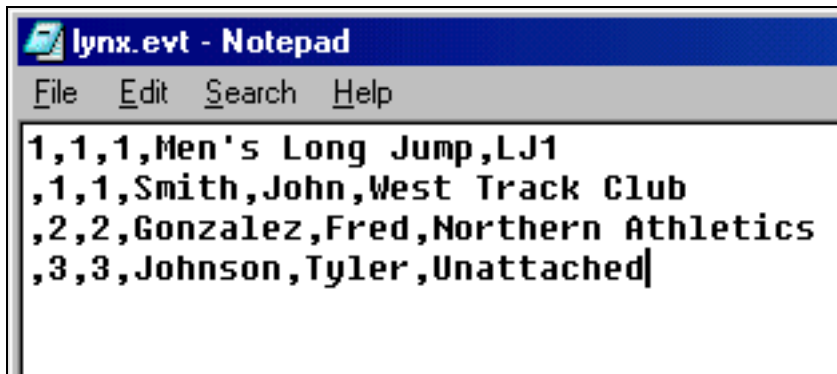 lynx.evt - Notepad
File Edit Search Help
1,1,1,Men's Long Jump,LJ1
,1,1,Smith,John,West Track Club
,2,2,Gonzalez,Fred,Northern Athletics
,3,3,Johnson,Tyler,Unattached